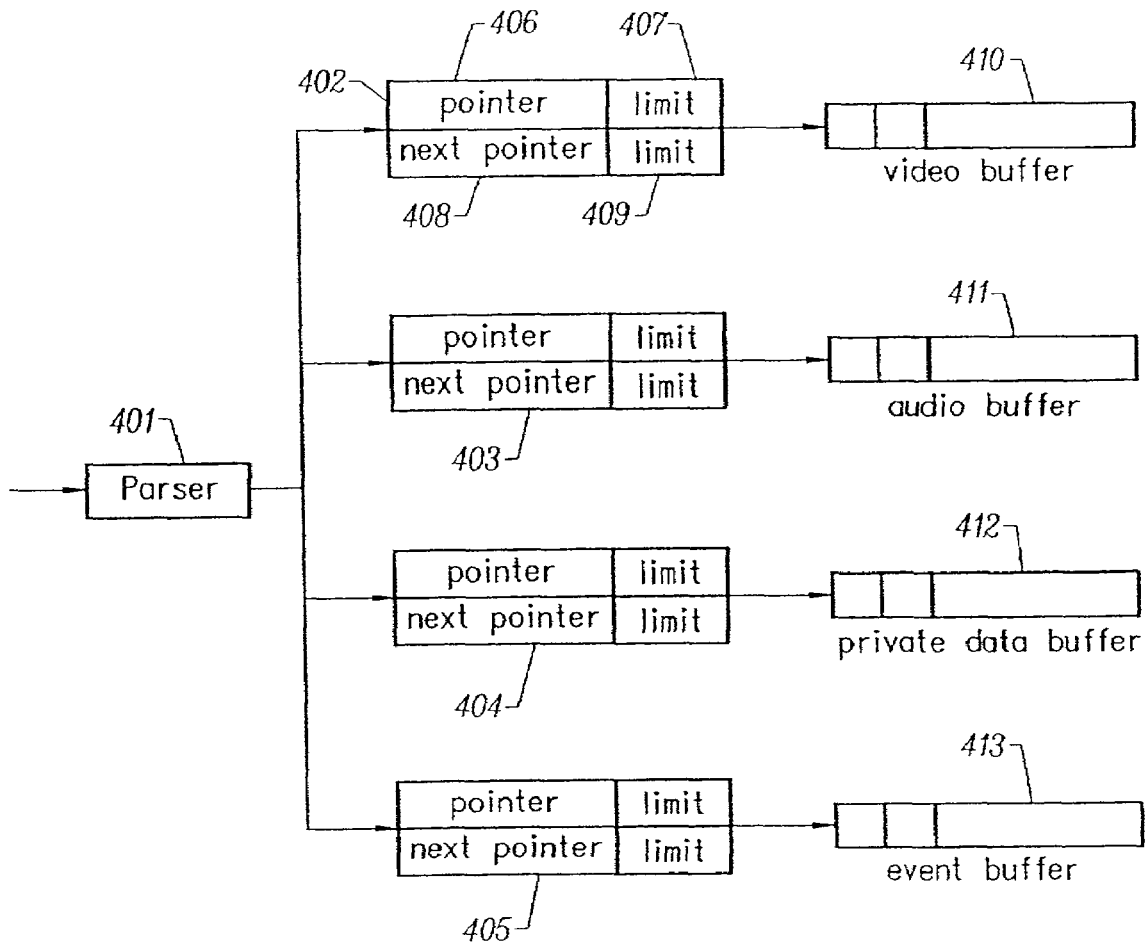 406
407
410
402
pointer limit
next pointer limit
video buffer
408
409
411
pointer limit
next pointer limit
audio buffer
401
403
Parser
412
pointer limit
next pointer limit
private data buffer
404
413
pointer limit
next pointer limit
event buffer
405